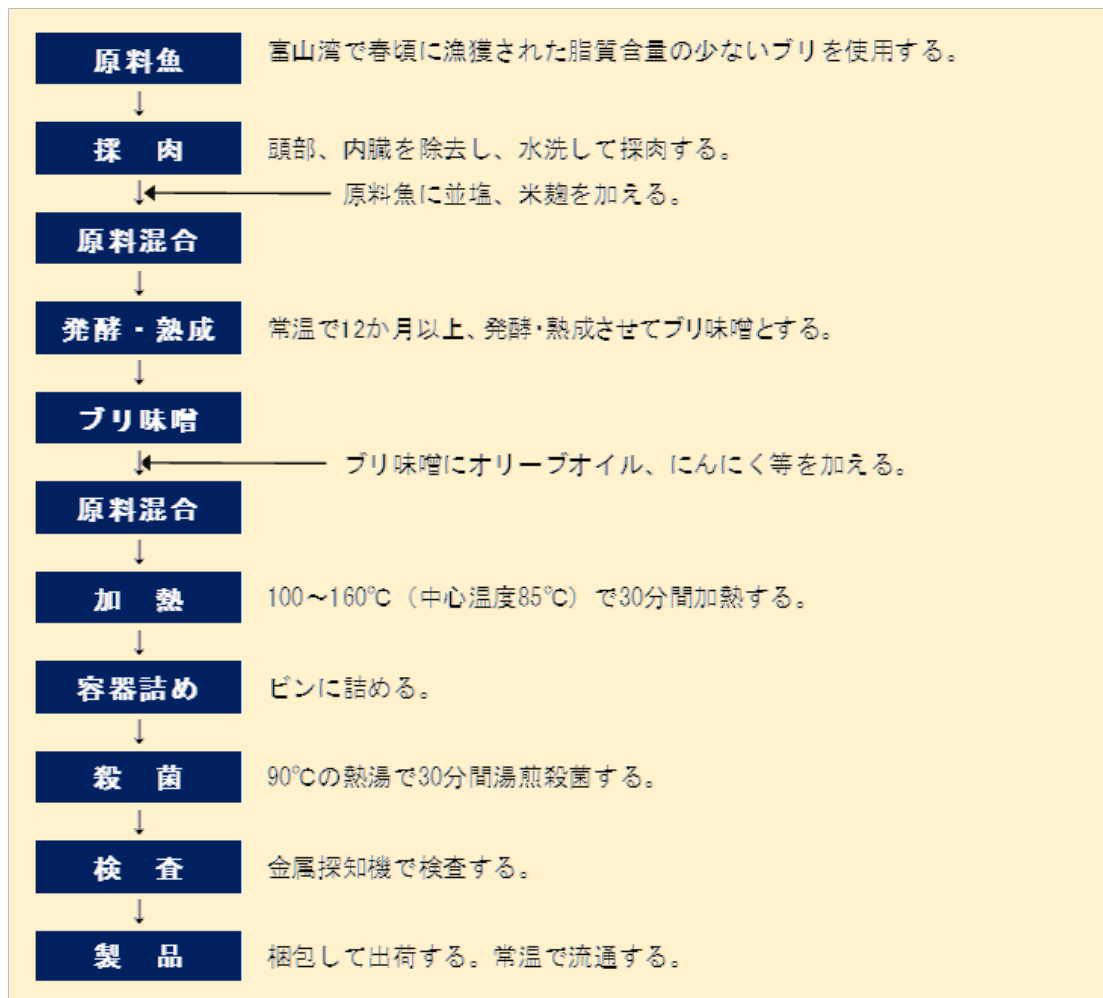 原料魚 富山湾で春頃に漁獲された脂質含量の少ないブリを使用する。
↓
採 肉 頭部、内臓を除去し、水洗して採肉する。
↓← 原料魚に並塩、米麹を加える。
原料混合
↓
発酵・熟成 常温で12か月以上、発酵・熟成させてブリ味噌とする。
↓
ブリ味噌
↓← ブリ味噌にオリーブオイル、にんにく等を加える。
原料混合
↓
加 熱 100～160℃（中心温度85℃）で30分間加熱する。
↓
容器詰め ビンに詰める。
↓
殺 菌 90℃の熱湯で30分間湯煎殺菌する。
↓
検 査 金属探知機で検査する。
↓
製 品 梱包して出荷する。常温で流通する。